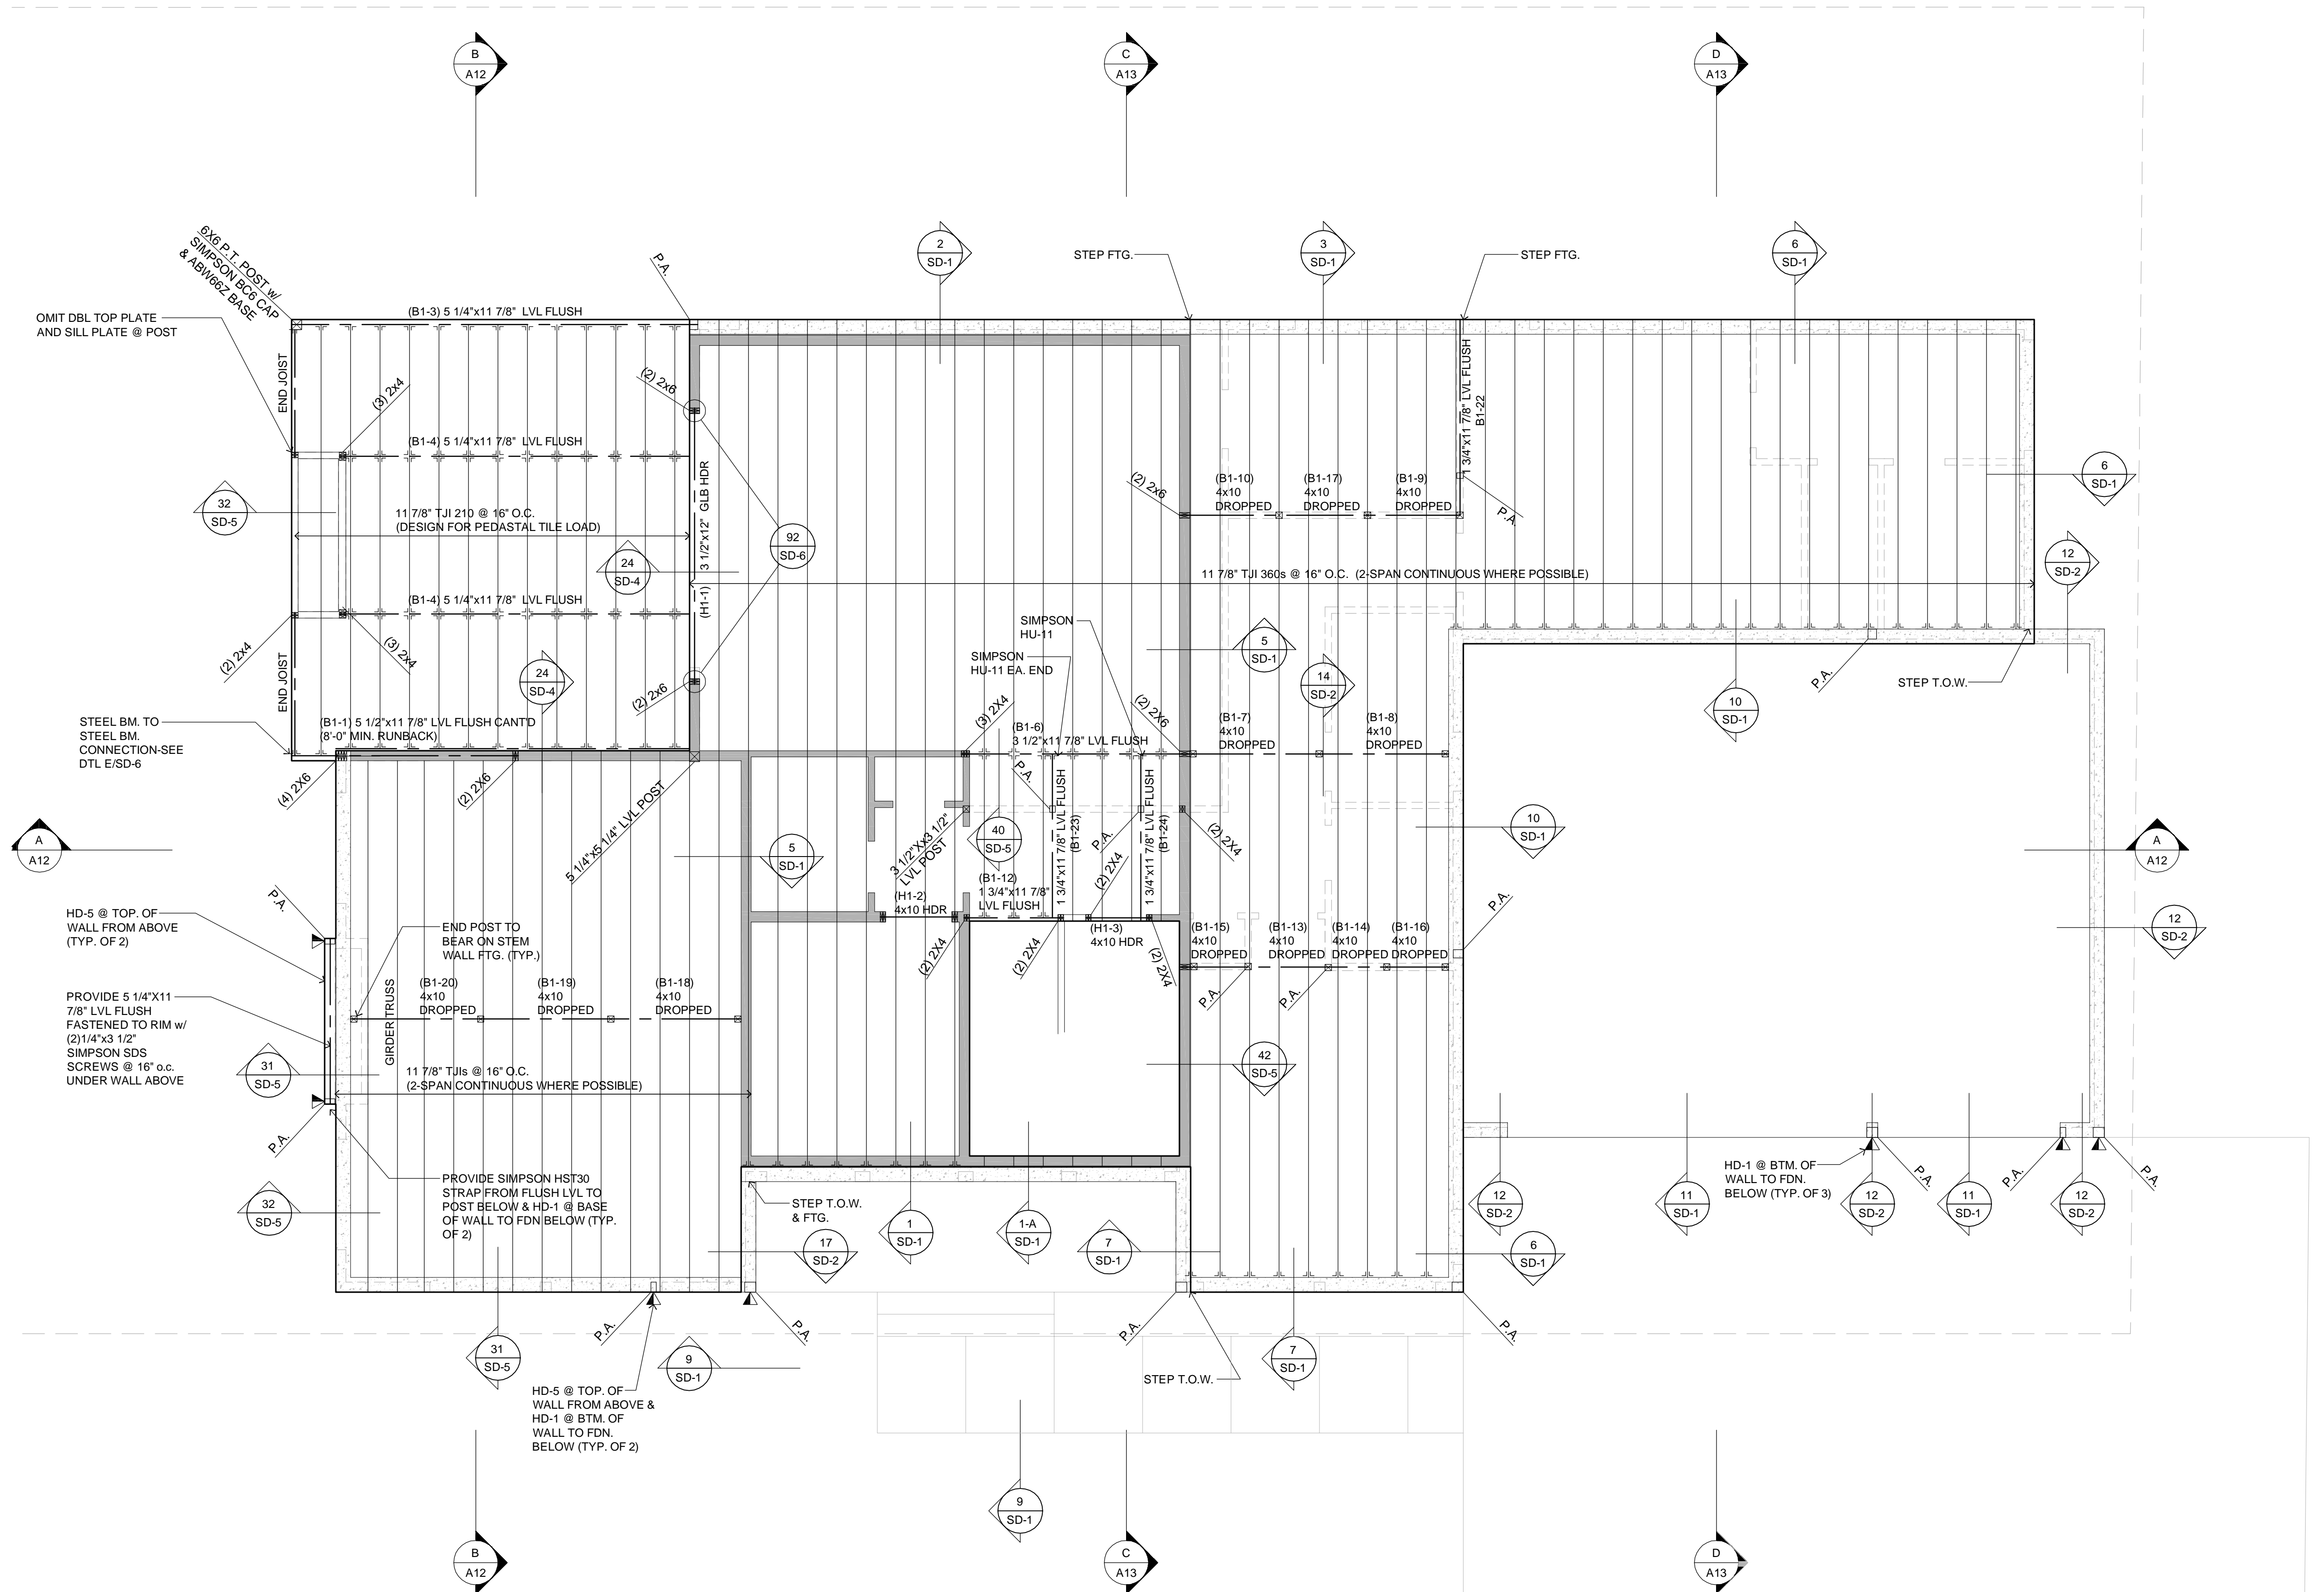 B
A12
C
A13
D
A13
6X6 P.T. POST w/
SIMPSON BC6 CAP
& ABW66Z BASE
P.A.
2
SD-1
STEP FTG.
3
SD-1
STEP FTG.
6
SD-1
OMIT DBL TOP PLATE
AND SILL PLATE @ POST
(B1-3) 5 1/4"x11 7/8" LVL FLUSH
END JOIST
(3) 2x4
(2) 2x6
(B1-4) 5 1/4"x11 7/8" LVL FLUSH
1 3/4"x11 7/8" LVL FLUSH
B1-22
(2) 2x6
(B1-10)
4x10
DROPPED
(B1-17)
4x10
DROPPED
(B1-9)
4x10
DROPPED
P.A.
6
SD-1
32
SD-5
11 7/8" TJI 210 @ 16" O.C.
(DESIGN FOR PEDASTAL TILE LOAD)
(H1-1) 3 1/2"x12" GLB HDR
92
SD-6
24
SD-4
12
SD-2
11 7/8" TJI 360s @ 16" O.C. (2-SPAN CONTINUOUS WHERE POSSIBLE)
(B1-4) 5 1/4"x11 7/8" LVL FLUSH
(2) 2x4
(3) 2x4
SIMPSON
HU-11
SIMPSON
HU-11 EA. END
5
SD-1
14
SD-2
END JOIST
24
SD-4
(2) 2x6
P.A.
STEP T.O.W.
10
SD-1
STEEL BM. TO
STEEL BM.
CONNECTION-SEE
DTL E/SD-6
(B1-1) 5 1/2"x11 7/8" LVL FLUSH CANT'D
(8'-0" MIN. RUNBACK)
(3) 2X4
(B1-6)
3 1/2"x11 7/8" LVL FLUSH
(2) 2X6
(B1-7)
4x10
DROPPED
(B1-8)
4x10
DROPPED
(4) 2X6
(2) 2X6
5 1/4"x5 1/4" LVL POST
P.A.
1 3/4"x11 7/8" LVL FLUSH
(B1-23)
1 3/4"x11 7/8" LVL FLUSH
(B1-24)
3 1/2"Xx3 1/2"
LVL POST
40
SD-5
P.A.
(2) 2X4
(2) 2X4
10
SD-1
A
A12
A
A12
5
SD-1
(B1-12)
1 3/4"x11 7/8"
LVL FLUSH
(H1-2)
4x10 HDR
P.A.
HD-5 @ TOP. OF
WALL FROM ABOVE
(TYP. OF 2)
END POST TO
BEAR ON STEM
WALL FTG. (TYP.)
(2) 2X4
(2) 2X4
(H1-3)
4x10 HDR
(2) 2X4
(B1-15)
4x10
DROPPED
(B1-13)
4x10
DROPPED
(B1-14)
4x10
DROPPED
(B1-16)
4x10
DROPPED
P.A.
12
SD-2
P.A.
P.A.
PROVIDE 5 1/4"X11
7/8" LVL FLUSH
FASTENED TO RIM w/
(2)1/4"x3 1/2"
SIMPSON SDS
SCREWS @ 16" o.c.
UNDER WALL ABOVE
GIRDER TRUSS
(B1-20)
4x10
DROPPED
(B1-19)
4x10
DROPPED
(B1-18)
4x10
DROPPED
31
SD-5
11 7/8" TJIs @ 16" O.C.
(2-SPAN CONTINUOUS WHERE POSSIBLE)
42
SD-5
P.A.
PROVIDE SIMPSON HST30
STRAP FROM FLUSH LVL TO
POST BELOW & HD-1 @ BASE
OF WALL TO FDN BELOW (TYP.
OF 2)
32
SD-5
STEP T.O.W.
& FTG.
17
SD-2
1
SD-1
1-A
SD-1
7
SD-1
6
SD-1
12
SD-2
11
SD-1
HD-1 @ BTM. OF
WALL TO FDN.
BELOW (TYP. OF 3)
12
SD-2
P.A.
11
SD-1
P.A.
12
SD-2
P.A.
P.A.
P.A.
P.A.
P.A.
31
SD-5
9
SD-1
7
SD-1
STEP T.O.W.
HD-5 @ TOP. OF
WALL FROM ABOVE &
HD-1 @ BTM. OF
WALL TO FDN.
BELOW (TYP. OF 2)
9
SD-1
B
A12
C
A13
D
A13